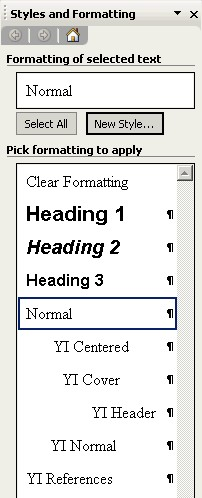 Styles and Formatting
Formatting of selected text
Normal
Select All New Style...
Pick formatting to apply
Clear Formatting
Heading 1 ¶
Heading 2 ¶
Heading 3 ¶
Normal ¶
YI Centered ¶
YI Cover ¶
YI Header ¶
YI Normal ¶
YI References ¶